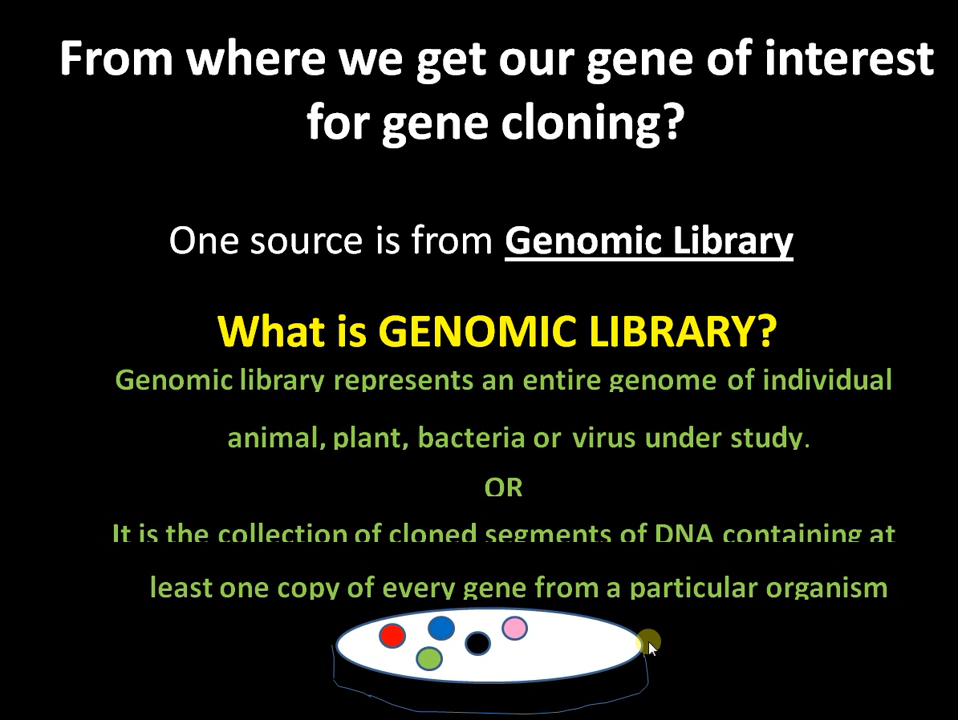 From where we get our gene of interest
for gene cloning?
One source is from Genomic Library
What is GENOMIC LIBRARY?
Genomic library represents an entire genome of individual
animal, plant, bacteria or virus under study.
OR
It is the collection of cloned segments of DNA containing at
least one copy of every gene from a particular organism